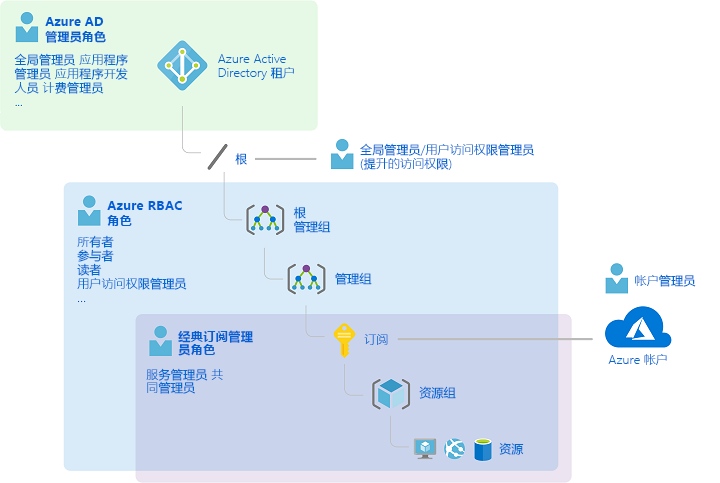 Azure AD
管理员角色
全局管理员 应用程序
管理员 应用程序开发
人员 计费管理员
...
Azure Active
Directory 租户
根
全局管理员/用户访问权限管理员
(提升的访问权限)
Azure RBAC
角色
所有者
参与者
读者
用户访问权限管理员
...
根
管理组
管理组
帐户管理员
经典订阅管理
员角色
服务管理员 共
同管理员
订阅
Azure 帐户
资源组
资源